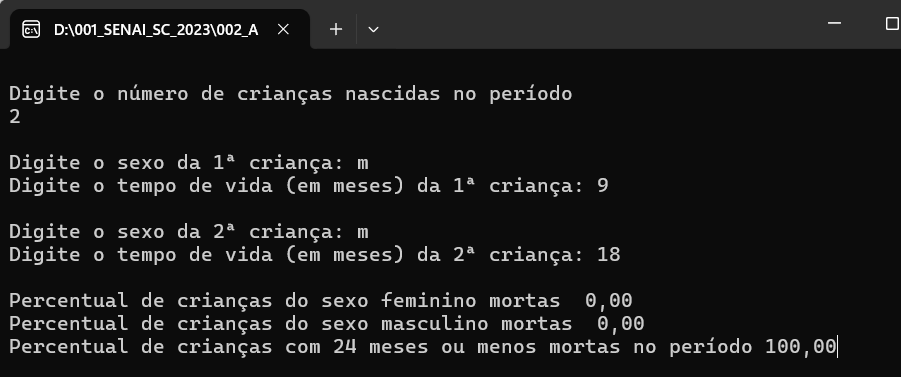 D:\001_SENAI_SC_2023\002_A
Digite o número de crianças nascidas no período
2
Digite o sexo da 1ª criança: m
Digite o tempo de vida (em meses) da 1ª criança: 9
Digite o sexo da 2ª criança: m
Digite o tempo de vida (em meses) da 2ª criança: 18
Percentual de crianças do sexo feminino mortas  0,00
Percentual de crianças do sexo masculino mortas  0,00
Percentual de crianças com 24 meses ou menos mortas no período 100,00